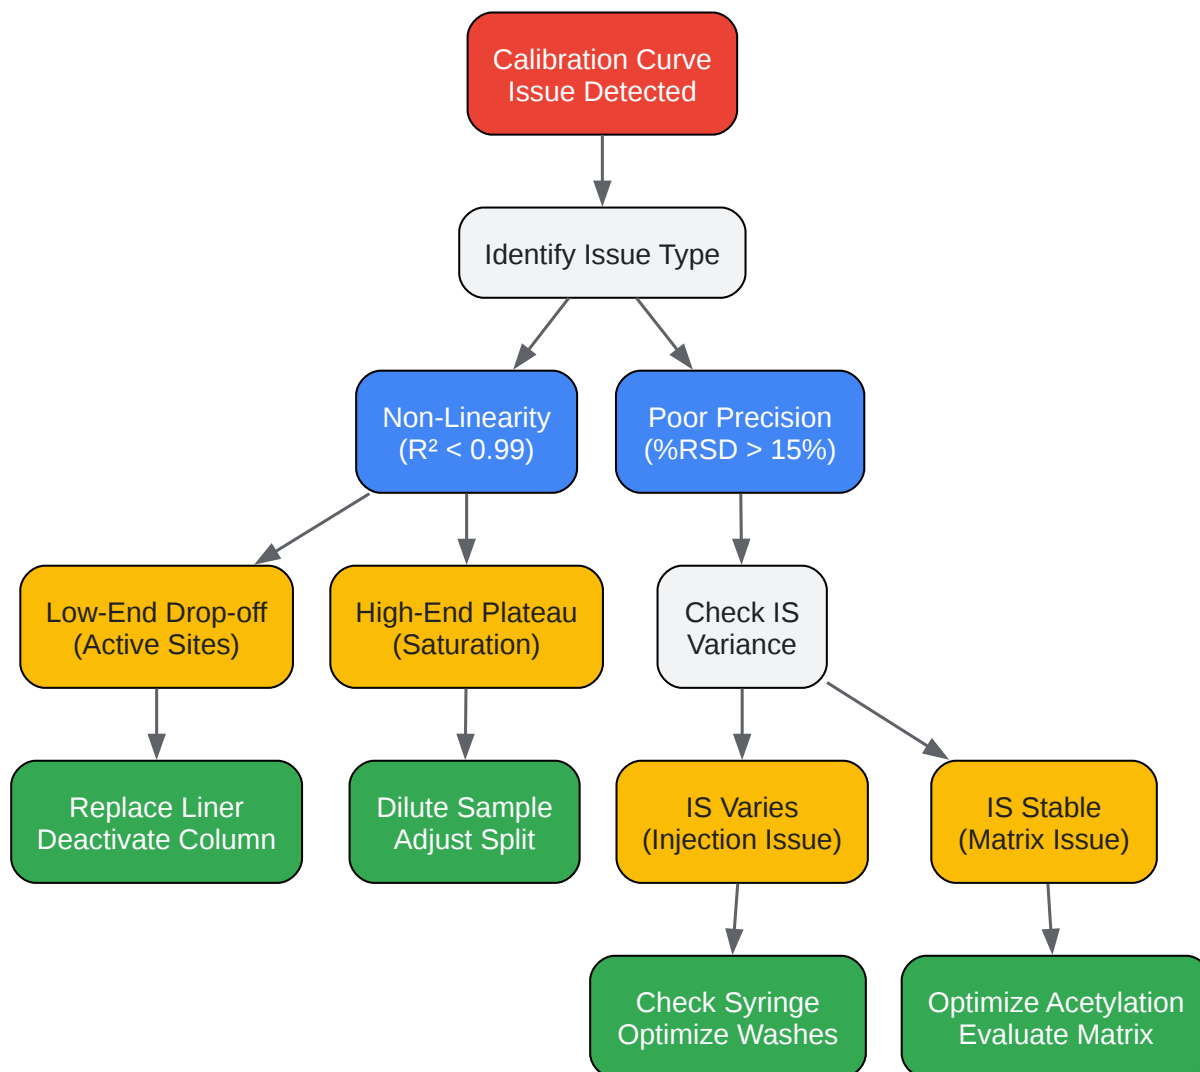 Calibration Curve
Issue Detected
Identify Issue Type
Non-Linearity
(R² < 0.99)
Poor Precision
(%RSD > 15%)
Low-End Drop-off
(Active Sites)
High-End Plateau
(Saturation)
Check IS
Variance
Replace Liner
Deactivate Column
Dilute Sample
Adjust Split
IS Varies
(Injection Issue)
IS Stable
(Matrix Issue)
Check Syringe
Optimize Washes
Optimize Acetylation
Evaluate Matrix